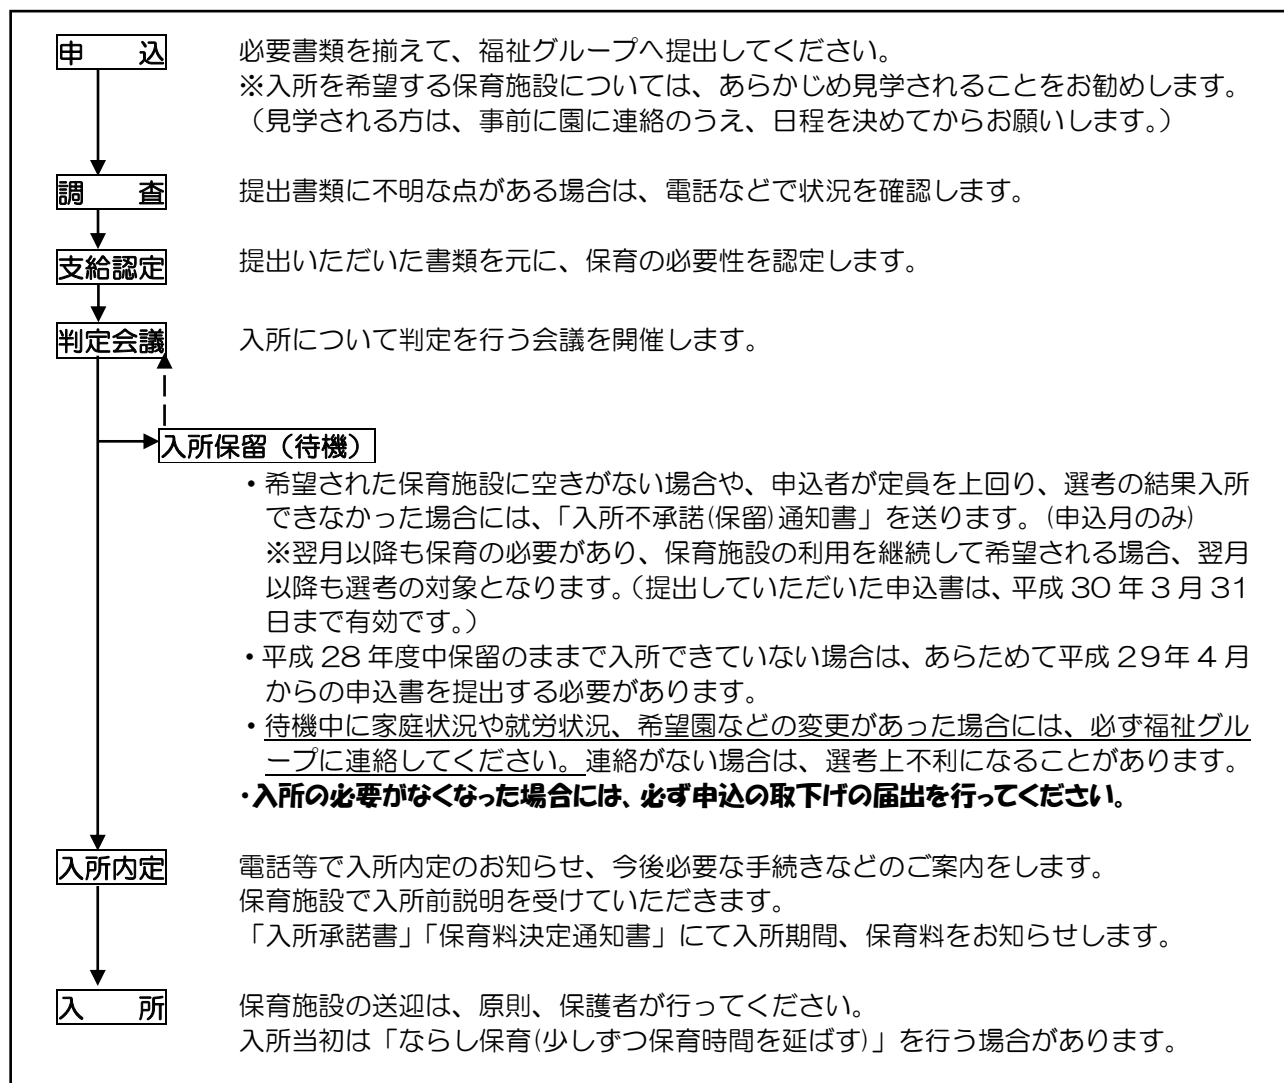 申　　込　必要書類を揃えて、福祉グループへ提出してください。
※入所を希望する保育施設については、あらかじめ見学されることをお勧めします。
（見学される方は、事前に園に連絡のうえ、日程を決めてからお願いします。）
調　　査　提出書類に不明な点がある場合は、電話などで状況を確認します。
支給認定　提出いただいた書類を元に、保育の必要性を認定します。
判定会議　入所について判定を行う会議を開催します。
入所保留（待機）
・希望された保育施設に空きがない場合や、申込者が定員を上回り、選考の結果入所
できなかった場合には、「入所不承諾(保留)通知書」を送ります。(申込月のみ)
※翌月以降も保育の必要があり、保育施設の利用を継続して希望される場合、翌月
以降も選考の対象となります。（提出していただいた申込書は、平成 30 年 3 月 31
日まで有効です。）
・平成 28 年度中保留のままで入所できていない場合は、あらためて平成 29年 4 月
からの申込書を提出する必要があります。
・待機中に家庭状況や就労状況、希望園などの変更があった場合には、必ず福祉グル
ープに連絡してください。連絡がない場合は、選考上不利になることがあります。
・入所の必要がなくなった場合には、必ず申込の取下げの届出を行ってください。
入所内定　電話等で入所内定のお知らせ、今後必要な手続きなどのご案内をします。
保育施設で入所前説明を受けていただきます。
「入所承諾書」「保育料決定通知書」にて入所期間、保育料をお知らせします。
入　　所　保育施設の送迎は、原則、保護者が行ってください。
入所当初は「ならし保育(少しずつ保育時間を延ばす)」を行う場合があります。